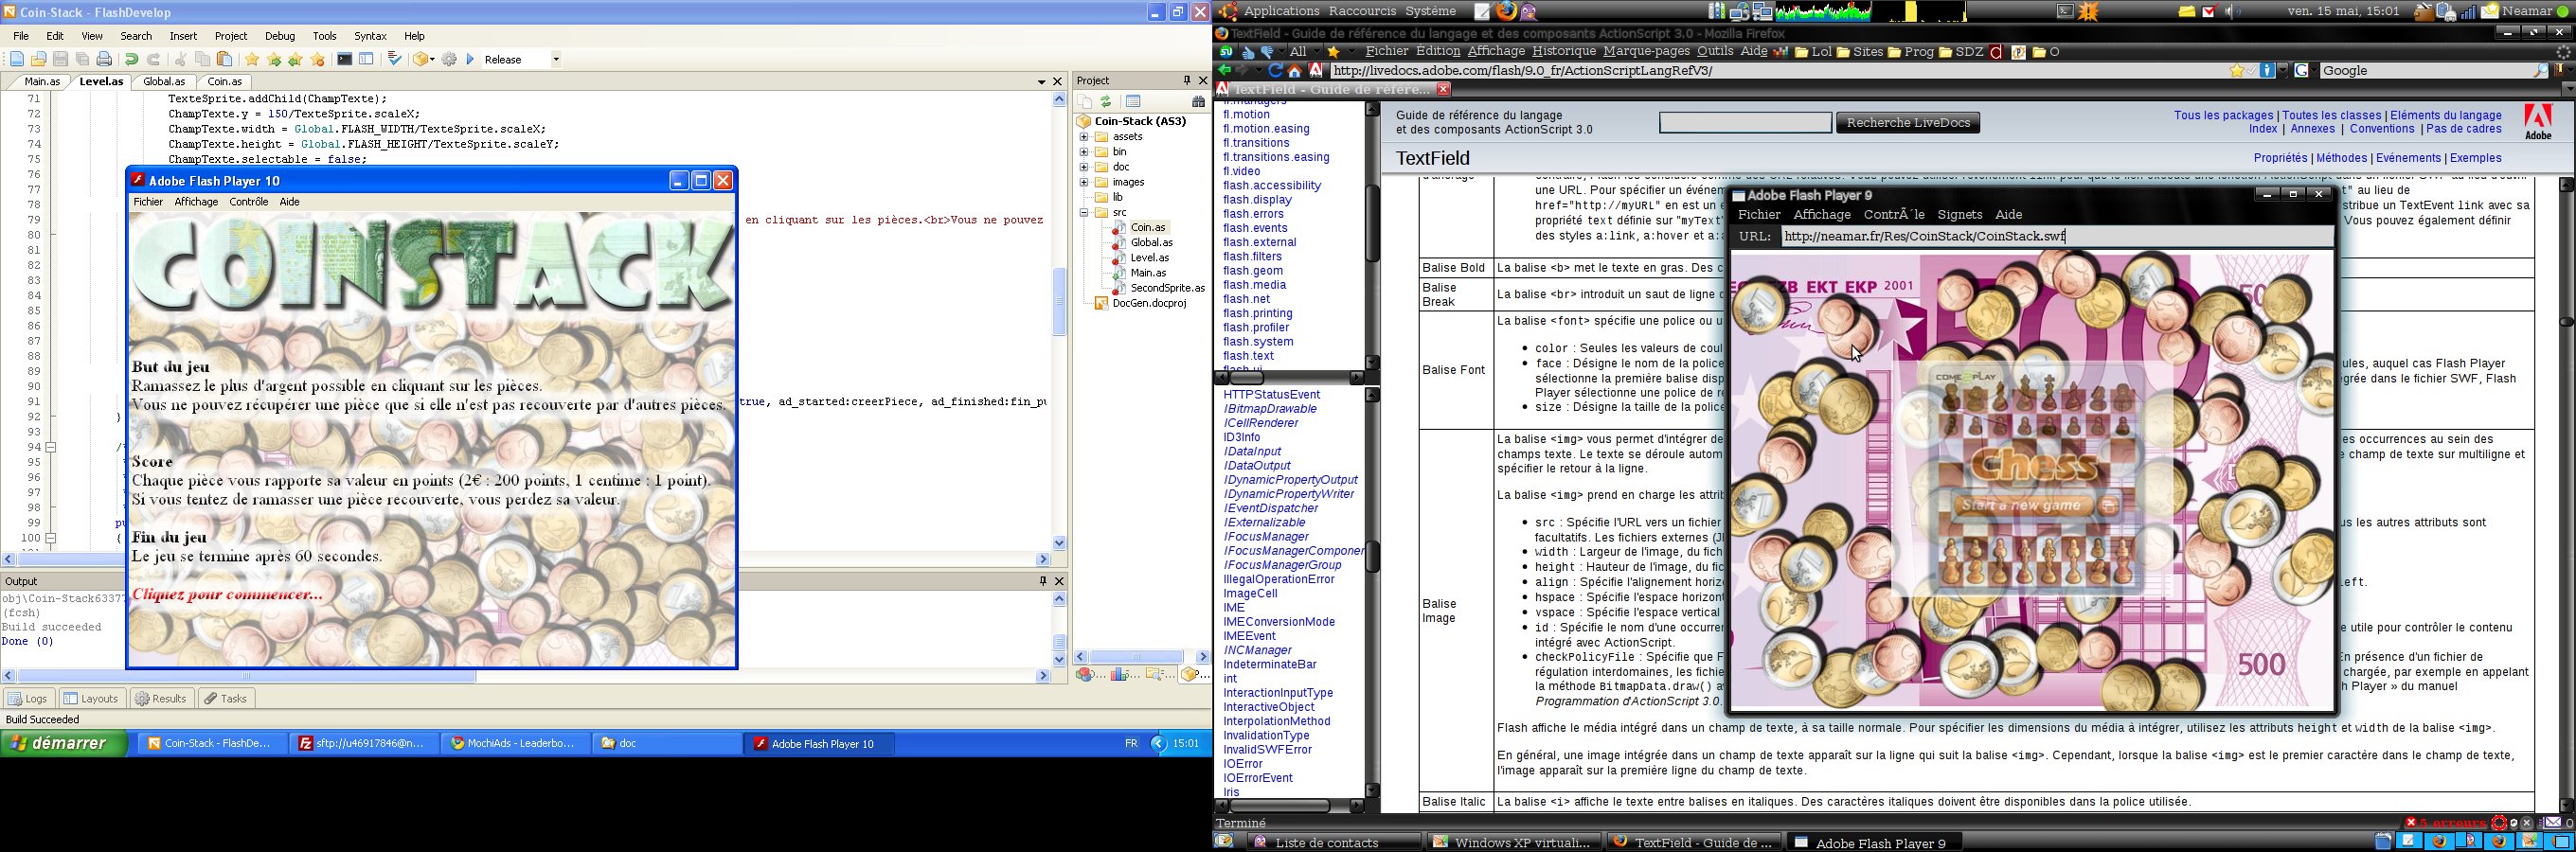 Coin-Stack - FlashDevelop
File Edit View Search Insert Project Debug Tools Syntax Help
Release
Main.as Level.as Global.as Coin.as
71 TexteSprite.addChild(ChampTexte);
72 ChampTexte.y = 150/TexteSprite.scaleX;
73 ChampTexte.width = Global.FLASH_WIDTH/TexteSprite.scaleX;
74 ChampTexte.height = Global.FLASH_HEIGHT/TexteSprite.scaleY;
75 ChampTexte.selectable = false;
76
77
78
79 en cliquant sur les pièces.<br>Vous ne pouvez
80
81
82
83
84
85
86
87
88
89
90
91 true, ad_started:creerPiece, ad_finished:fin_pu
92 }
93
94
95
96
97
98
99
100 {
Adobe Flash Player 10
Fichier Affichage Contrôle Aide
COINSTACK
But du jeu
Ramassez le plus d'argent possible en cliquant sur les pièces.
Vous ne pouvez récupérer une pièce que si elle n'est pas recouverte par d'autres pièces.
Score
Chaque pièce vous rapporte sa valeur en points (2€ : 200 points, 1 centime : 1 point).
Si vous tentez de ramasser une pièce recouverte, vous perdez sa valeur.
Fin du jeu
Le jeu se termine après 60 secondes.
Cliquez pour commencer...
Output
obj\Coin-Stack63377
(fcsh)
Build succeeded
Done (0)
Logs Layouts Results Tasks
Build Succeeded
Project
Coin-Stack (AS3)
assets
bin
doc
images
lib
src
Coin.as
Global.as
Level.as
Main.as
SecondSprite.as
DocGen.docproj
démarrer Coin-Stack - FlashDe... sftp://u46917846@n... MochiAds - Leaderbo... doc Adobe Flash Player 10 FR 15:01
Applications Raccourcis Système ven. 15 mai, 15:01 Neamar
TextField - Guide de référence du langage et des composants ActionScript 3.0 - Mozilla Firefox
All Fichier Édition Affichage Historique Marque-pages Outils Aide Lol Sites Prog SDZ O
http://livedocs.adobe.com/flash/9.0_fr/ActionScriptLangRefV3/ Google
TextField - Guide de référe...
fl.managers
fl.motion
fl.motion.easing
fl.transitions
fl.transitions.easing
fl.video
flash.accessibility
flash.display
flash.errors
flash.events
flash.external
flash.filters
flash.geom
flash.media
flash.net
flash.printing
flash.profiler
flash.system
flash.text
flash.ui
HTTPStatusEvent
IBitmapDrawable
ICellRenderer
ID3Info
IDataInput
IDataOutput
IDynamicPropertyOutput
IDynamicPropertyWriter
IEventDispatcher
IExternalizable
IFocusManager
IFocusManagerComponen
IFocusManagerGroup
IllegalOperationError
ImageCell
IME
IMEConversionMode
IMEEvent
INCManager
IndeterminateBar
int
InteractionInputType
InteractiveObject
InterpolationMethod
InvalidationType
InvalidSWFError
IOError
IOErrorEvent
Iris
Guide de référence du langage
et des composants ActionScript 3.0
Recherche LiveDocs
Tous les packages | Toutes les classes | Eléments du langage
Index | Annexes | Conventions | Pas de cadres
Adobe
TextField
Propriétés | Méthodes | Evénements | Exemples
une URL. Pour spécifier un événem
href="http://myURL" en est un e
propriété text définie sur "myText"
des styles a:link, a:hover et a:a
" au lieu de
stribue un TextEvent link avec sa
Vous pouvez également définir
Balise Bold La balise <b> met le texte en gras. Des c
Balise Break La balise <br> introduit un saut de ligne d
Balise Font La balise <font> spécifie une police ou u
color : Seules les valeurs de coul
face : Désigne le nom de la police ules, auquel cas Flash Player
sélectionne la première balise disp
Player sélectionne une police de re
size : Désigne la taille de la police
égrée dans le fichier SWF, Flash
Balise Image
La balise <img> vous permet d'intégrer de es occurrences au sein des
champs texte. Le texte se déroule autom e champ de texte sur multiligne et
spécifier le retour à la ligne.
La balise <img> prend en charge les attrib
src : Spécifie l'URL vers un fichier us les autres attributs sont
facultatifs. Les fichiers externes (J
width : Largeur de l'image, du fich
height : Hauteur de l'image, du fic
align : Spécifie l'alignement horiz left.
hspace : Spécifie l'espace horizont
vspace : Spécifie l'espace vertical
id : Spécifie le nom d'une occurren e utile pour contrôler le contenu
intégré avec ActionScript.
checkPolicyFile : Spécifie que F En présence d'un fichier de
régulation interdomaines, les fichie chargée, par exemple en appelant
la méthode BitmapData.draw() av sh Player » du manuel
Programmation d'ActionScript 3.0.
Flash affiche le média intégré dans un champ de texte, à sa taille normale. Pour spécifier les dimensions du média à intégrer, utilisez les attributs height et width de la balise <img>.
En général, une image intégrée dans un champ de texte apparaît sur la ligne qui suit la balise <img>. Cependant, lorsque la balise <img> est le premier caractère dans le champ de texte,
l'image apparaît sur la première ligne du champ de texte.
Balise Italic La balise <i> affiche le texte entre balises en italiques. Des caractères italiques doivent être disponibles dans la police utilisée.
Adobe Flash Player 9
Fichier Affichage ContrÃ´le Signets Aide
URL: http://neamar.fr/Res/CoinStack/CoinStack.swf
EKT EKP 2001
COME2PLAY
Chess
Start a new game
500
Terminé
5 erreurs 0
Liste de contacts Windows XP virtuali... TextField - Guide de ... Adobe Flash Player 9